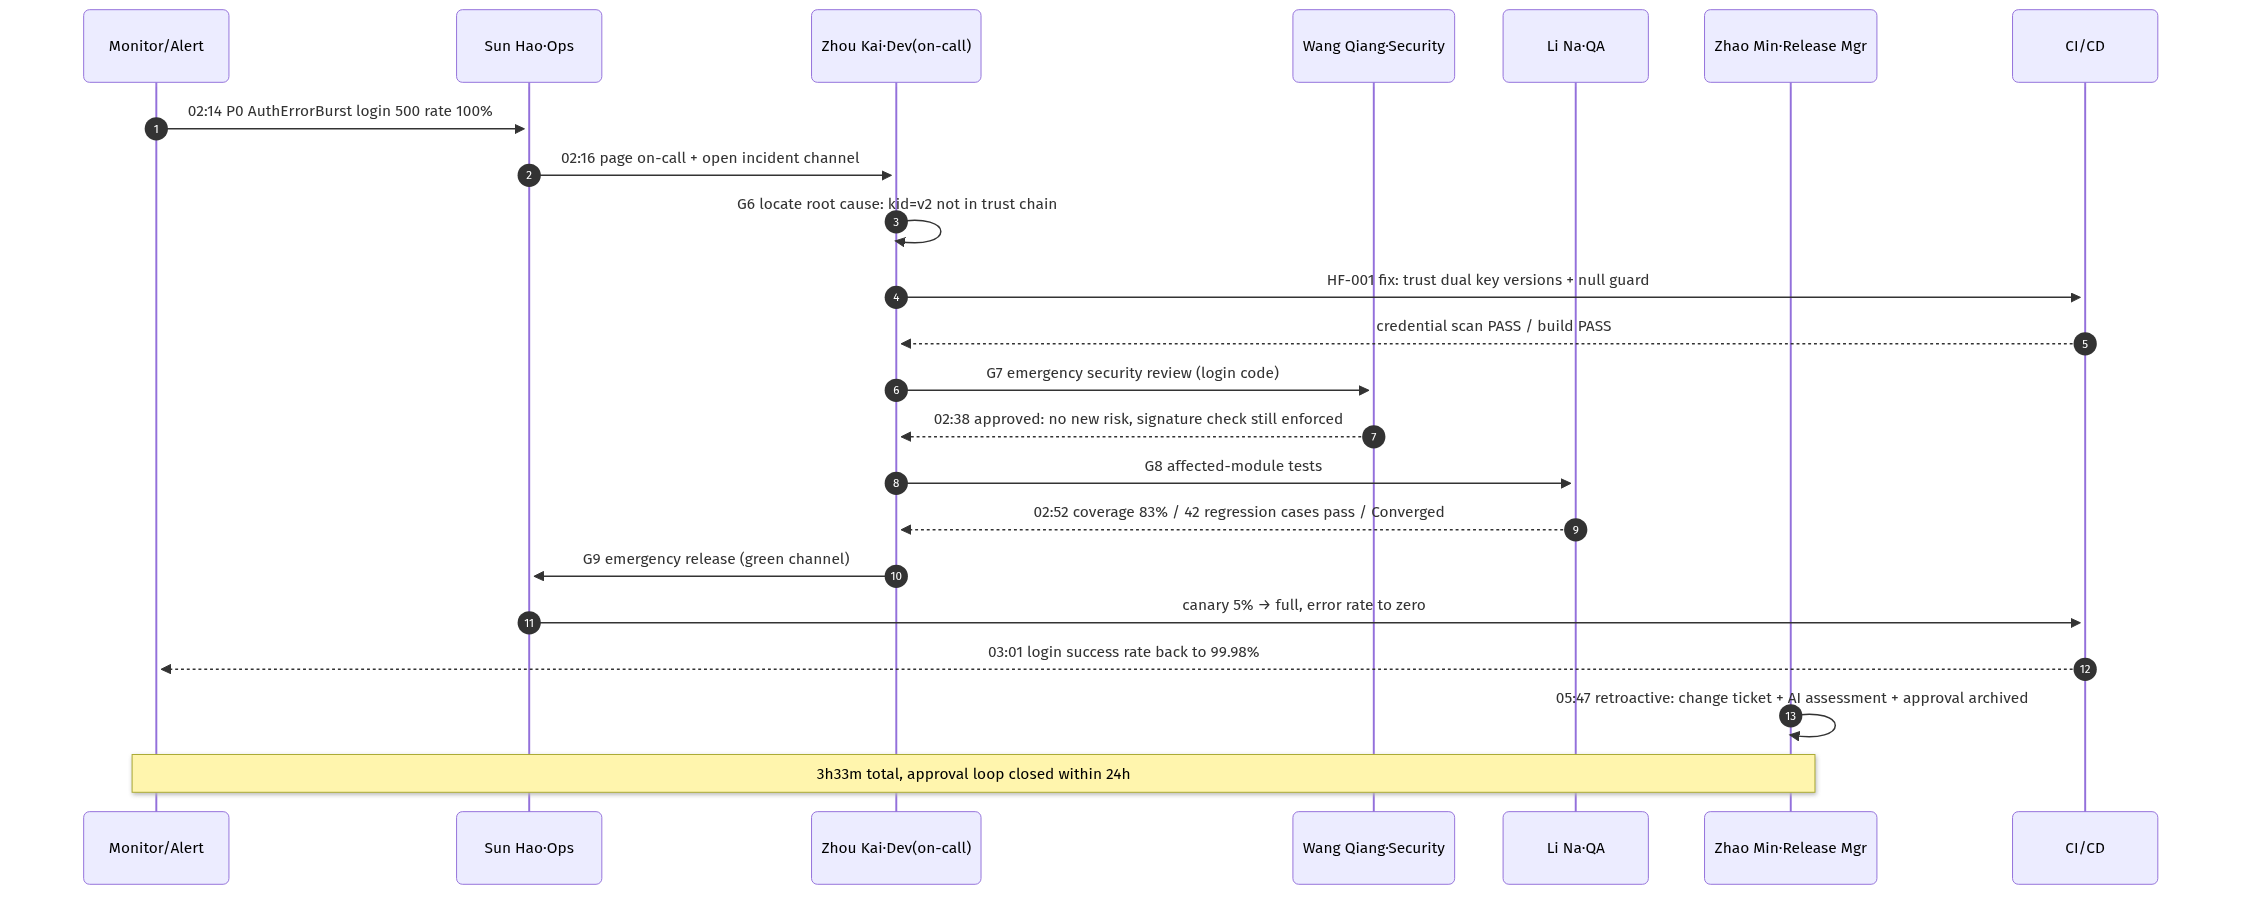 Monitor/Alert
Sun Hao·Ops
Zhou Kai·Dev(on-call)
Wang Qiang·Security
Li Na·QA
Zhao Min·Release Mgr
CI/CD
02:14 P0 AuthErrorBurst login 500 rate 100%
1
02:16 page on-call + open incident channel
2
G6 locate root cause: kid=v2 not in trust chain
3
HF-001 fix: trust dual key versions + null guard
4
credential scan PASS / build PASS
5
G7 emergency security review (login code)
6
02:38 approved: no new risk, signature check still enforced
7
G8 affected-module tests
8
02:52 coverage 83% / 42 regression cases pass / Converged
9
G9 emergency release (green channel)
10
canary 5% → full, error rate to zero
11
03:01 login success rate back to 99.98%
12
05:47 retroactive: change ticket + AI assessment + approval archived
13
3h33m total, approval loop closed within 24h
Monitor/Alert
Sun Hao·Ops
Zhou Kai·Dev(on-call)
Wang Qiang·Security
Li Na·QA
Zhao Min·Release Mgr
CI/CD